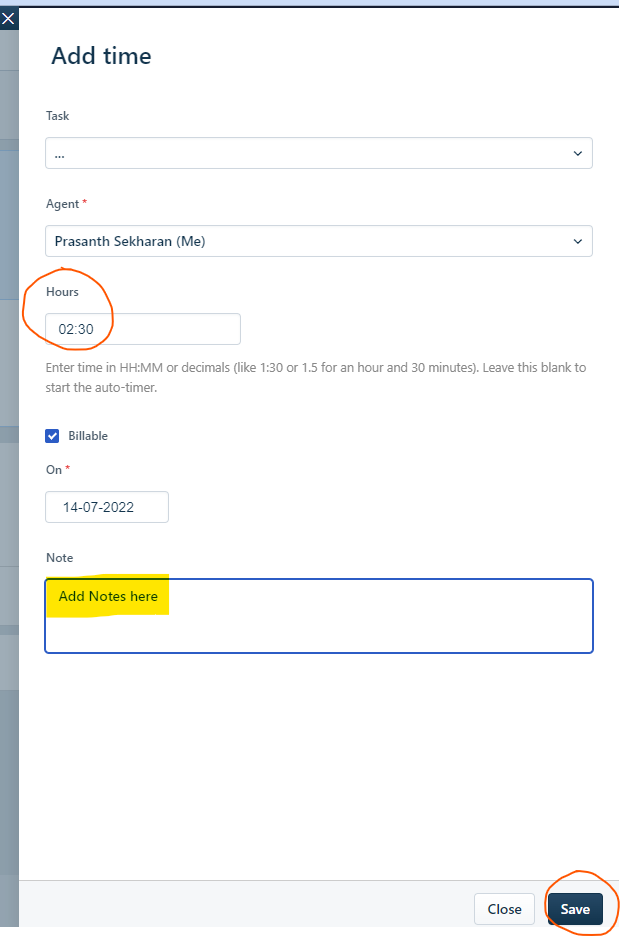 Add time
Task
...
Agent *
Prasanth Sekharan (Me)
Hours
02:30
Enter time in HH:MM or decimals (like 1:30 or 1.5 for an hour and 30 minutes). Leave this blank to
start the auto-timer.
Billable
On *
14-07-2022
Note
Add Notes here
Close
Save